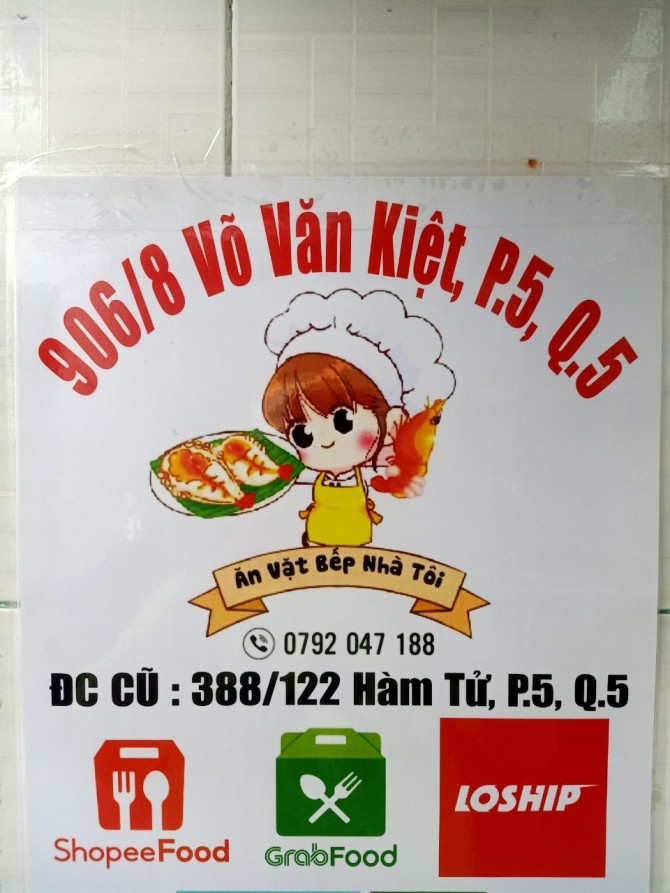 906/8 Võ Văn Kiệt, P.5, Q.5
Ăn Vặt Bếp Nhà Tôi
0792 047 188
ĐC CŨ : 388/122 Hàm Tử, P.5, Q.5
LOSHIP
ShopeeFood
GrabFood